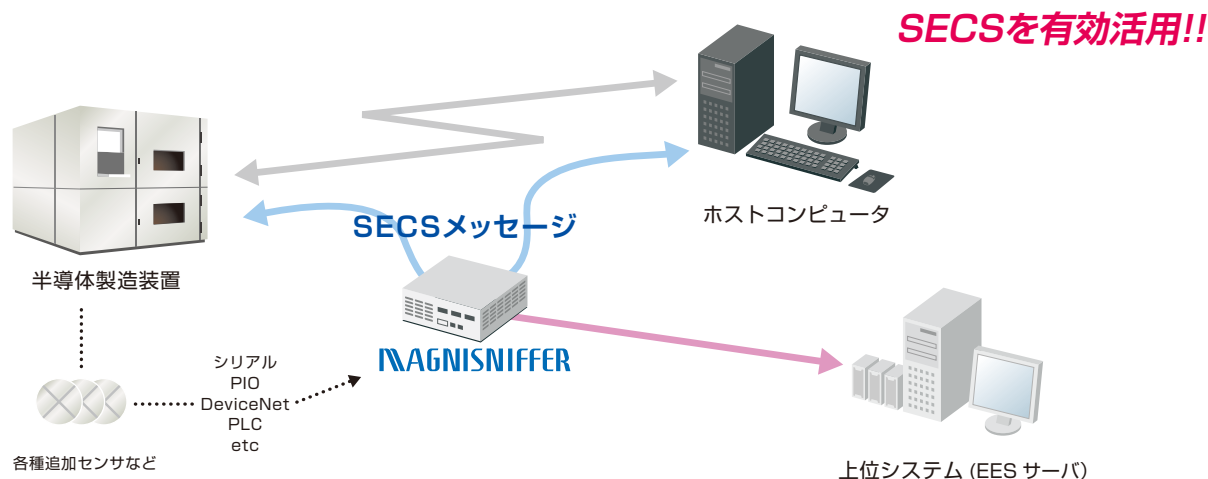 SECSを有効活用!!
ホストコンピュータ
SECSメッセージ
半導体製造装置
MAGNISNIFFER
シリアル
PIO
DeviceNet
PLC
etc
各種追加センサなど
上位システム (EES サーバ)